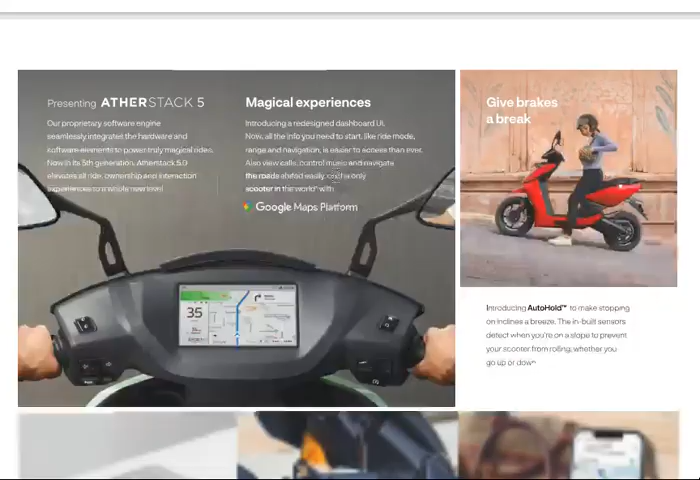 Presenting ATHERSTACK 5
Our proprietary software engine
seamlessly integrates the hardware and
software elements to power truly magical rides.
Now in its 5th generation, Atherstack 5.0
elevates all ride, ownership and interaction
experiences to a whole new level
Magical experiences
Introducing a redesigned dashboard UI.
Now, all the info you need to start, like ride mode,
range and navigation, is easier to access than ever.
Also view calls, control music and navigate
the roads ahead easily, only
scooter in the world* with
Google Maps Platform
35
Give brakes
a break
Introducing AutoHold™ to make stopping
on inclines a breeze. The in-built sensors
detect when you're on a slope to prevent
your scooter from rolling, whether you
go up or down